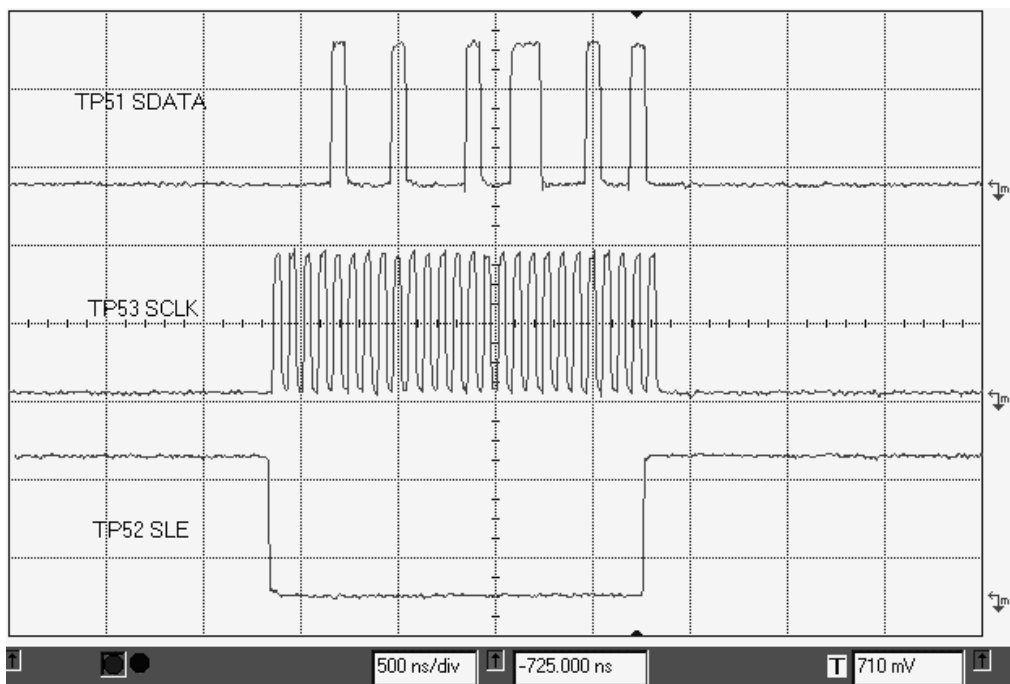 TP51 SDATA
TP53 SCLK
TP52 SLE
m
m
m
500 ns/div
-725.000 ns
T
710 mV